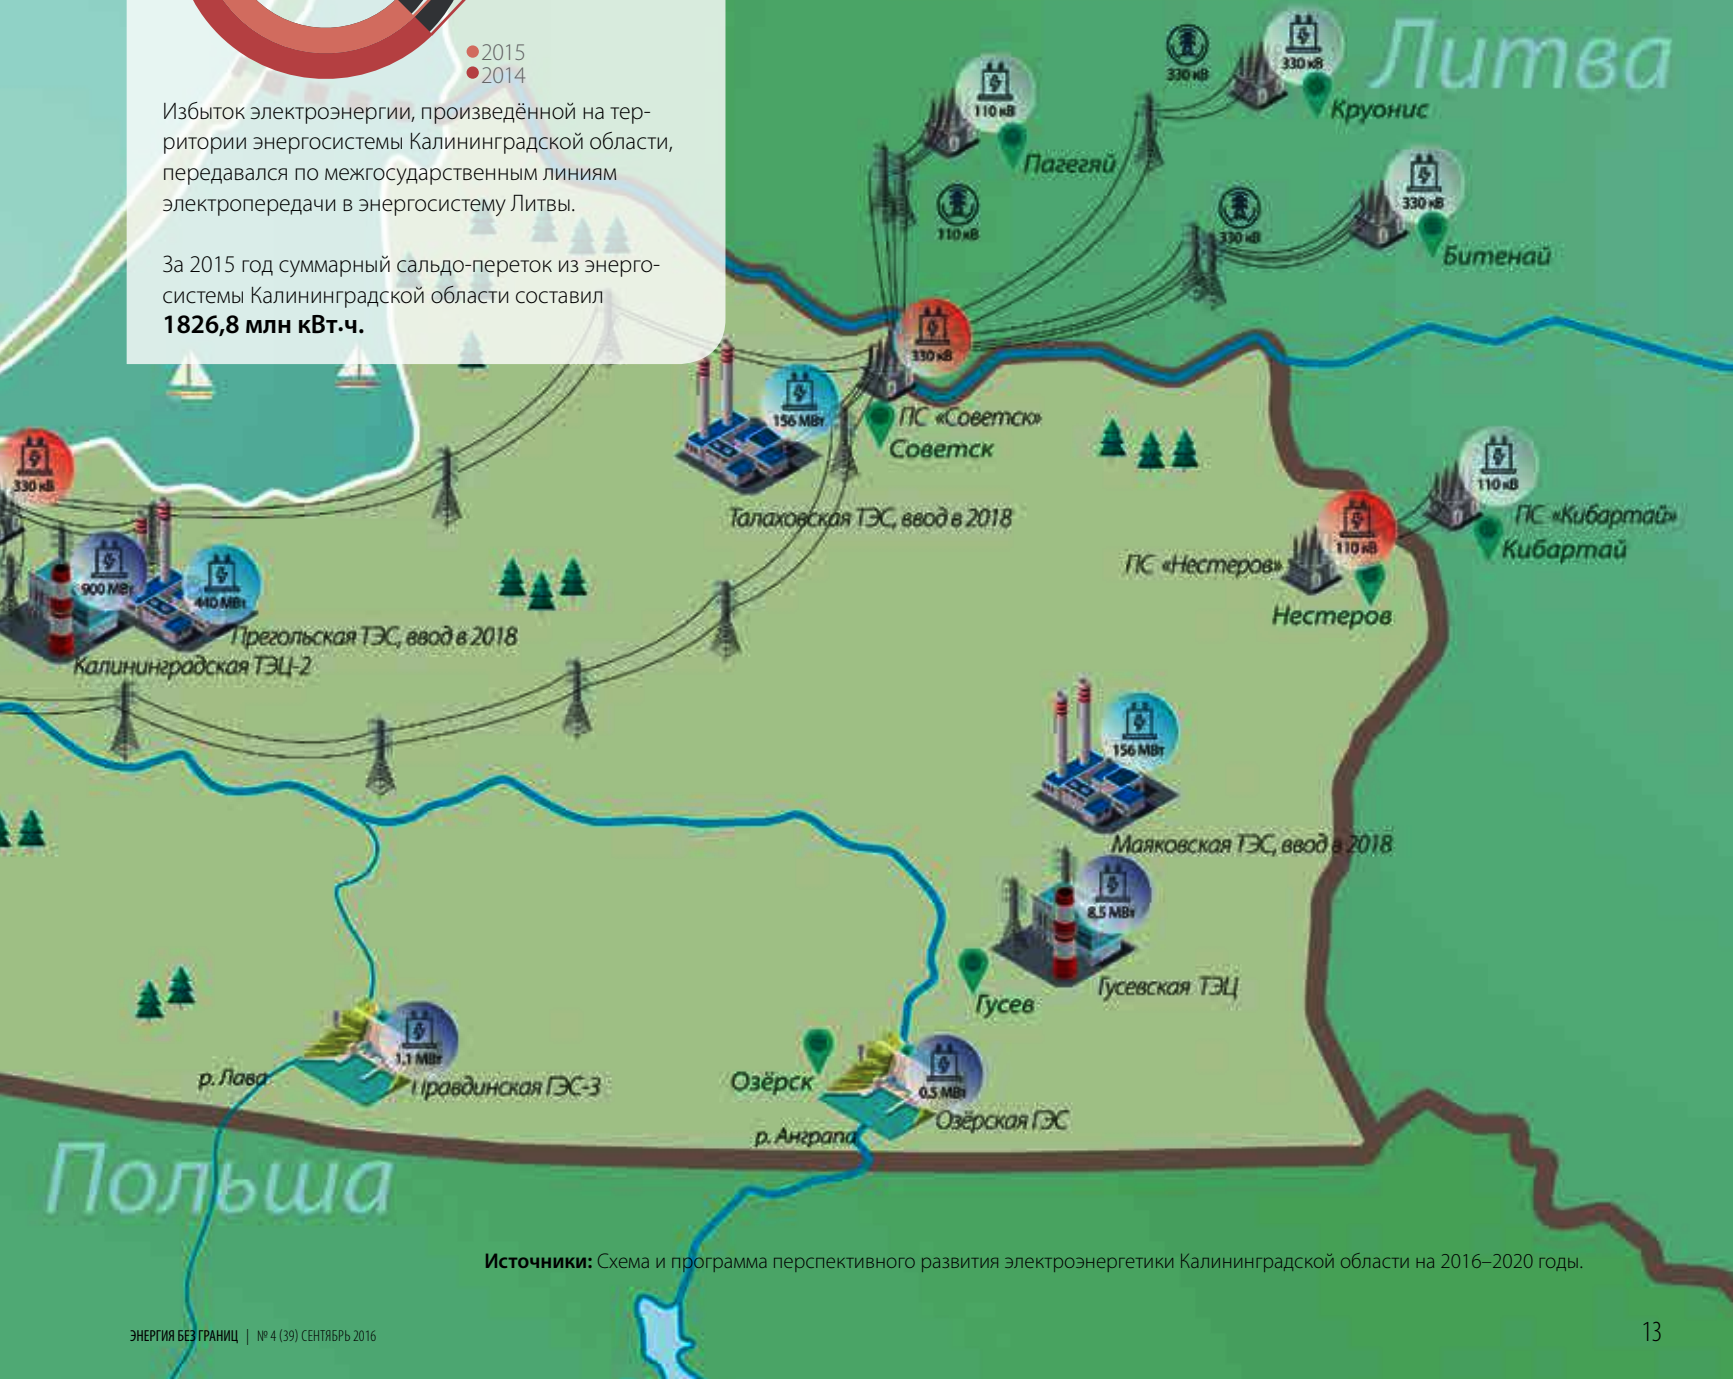 2015
2014
Избыток электроэнергии, произведённой на тер-
ритории энергосистемы Калининградской области,
передавался по межгосударственным линиям
электропередачи в энергосистему Литвы.
За 2015 год суммарный сальдо-переток из энерго-
системы Калининградской области составил
1826,8 млн кВт·ч.
Литва
330 кВ
330 кВ
Круонис
110 кВ
Пагегяй
110 кВ
330 кВ
330 кВ
Битенай
330 кВ
ПС «Советск»
Советск
156 МВт
Талаховская ТЭС, ввод в 2018
110 кВ
ПС «Кибартай»
Кибартай
110 кВ
ПС «Нестеров»
Нестеров
330 кВ
900 МВт
440 МВт
Прегольская ТЭС, ввод в 2018
Калининградская ТЭЦ-2
156 МВт
Маяковская ТЭС, ввод в 2018
8,5 МВт
Гусевская ТЭЦ
Гусев
1,1 МВт
р. Лава
Правдинская ГЭС-3
Озёрск
0,5 МВт
Озёрская ГЭС
р. Анграпа
Польша
Источники: Схема и программа перспективного развития электроэнергетики Калининградской области на 2016–2020 годы.
ЭНЕРГИЯ БЕЗ ГРАНИЦ | № 4 (39) СЕНТЯБРЬ 2016
13